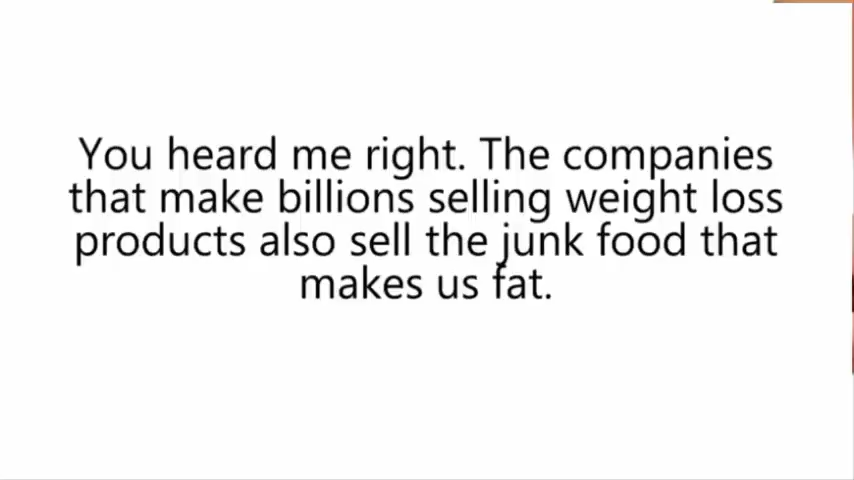 You heard me right. The companies
that make billions selling weight loss
products also sell the junk food that
makes us fat.